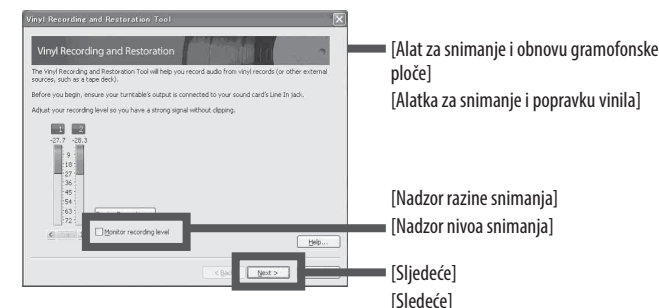 Vinyl Recording and Restoration Tool
Vinyl Recording and Restoration
The Vinyl Recording and Restoration Tool will help you record audio from vinyl records (or other external
sources, such as a tape deck).
Before you begin, ensure your turntable's output is connected to your sound card's Line In jack.
Adjust your recording level so you have a strong signal without clipping.
1 2
-27.7 -28.3
9
18
27
36
45
54
63
72
Monitor recording level
Help...
Next >
[Alat za snimanje i obnovu gramofonske
ploče]
[Alatka za snimanje i popravku vinila]
[Nadzor razine snimanja]
[Nadzor nivoa snimanja]
[Sljedeće]
[Sledeće]